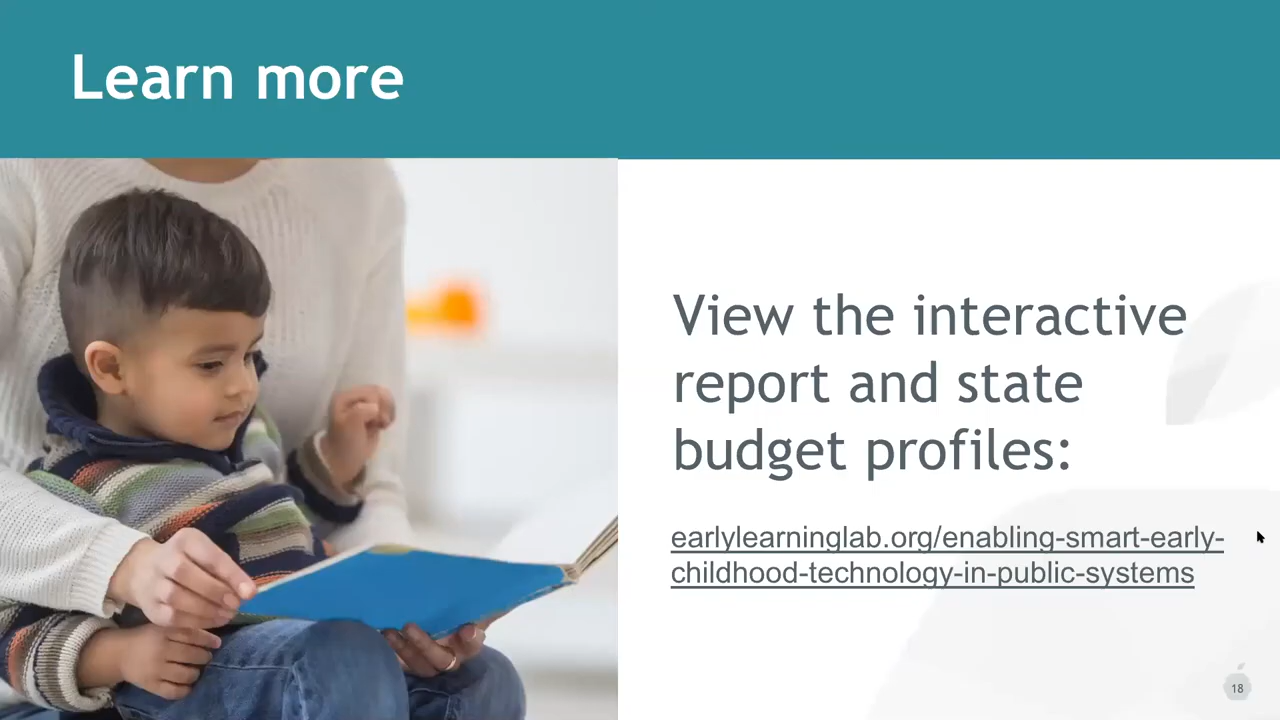 Learn more
View the interactive
report and state
budget profiles:
earlylearninglab.org/enabling-smart-early-
childhood-technology-in-public-systems
18